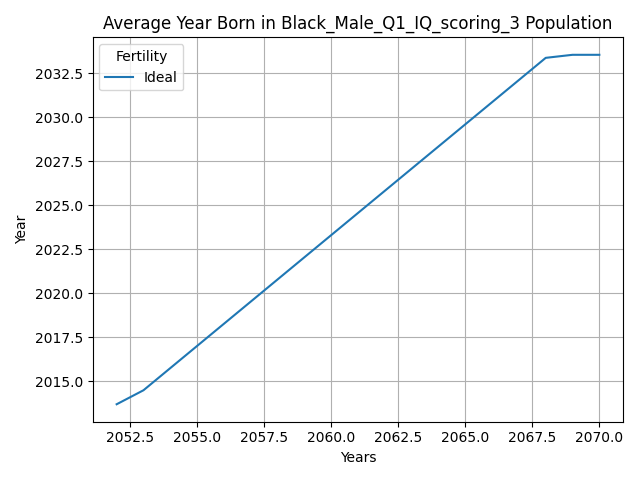 Average Year Born in Black_Male_Q1_IQ_scoring_3 Population
Fertility
Ideal
2032.5
2030.0
2027.5
2025.0
2022.5
2020.0
2017.5
2015.0
Year
2052.5 2055.0 2057.5 2060.0 2062.5 2065.0 2067.5 2070.0
Years